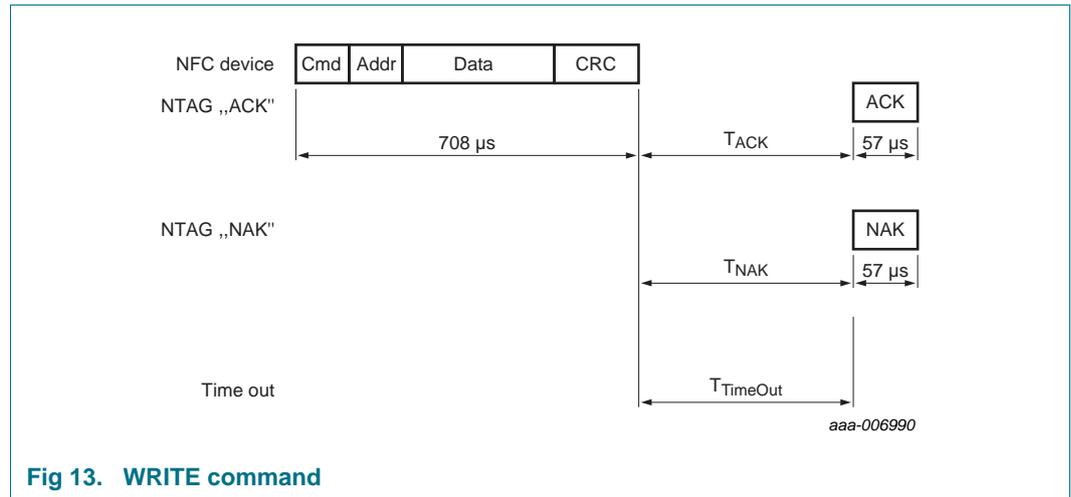 NFC device Cmd Addr Data CRC
NTAG ,,ACK" ACK
708 µs TACK 57 µs
NTAG ,,NAK" NAK
TNAK 57 µs
Time out TTimeOut
aaa-006990
Fig 13. WRITE command